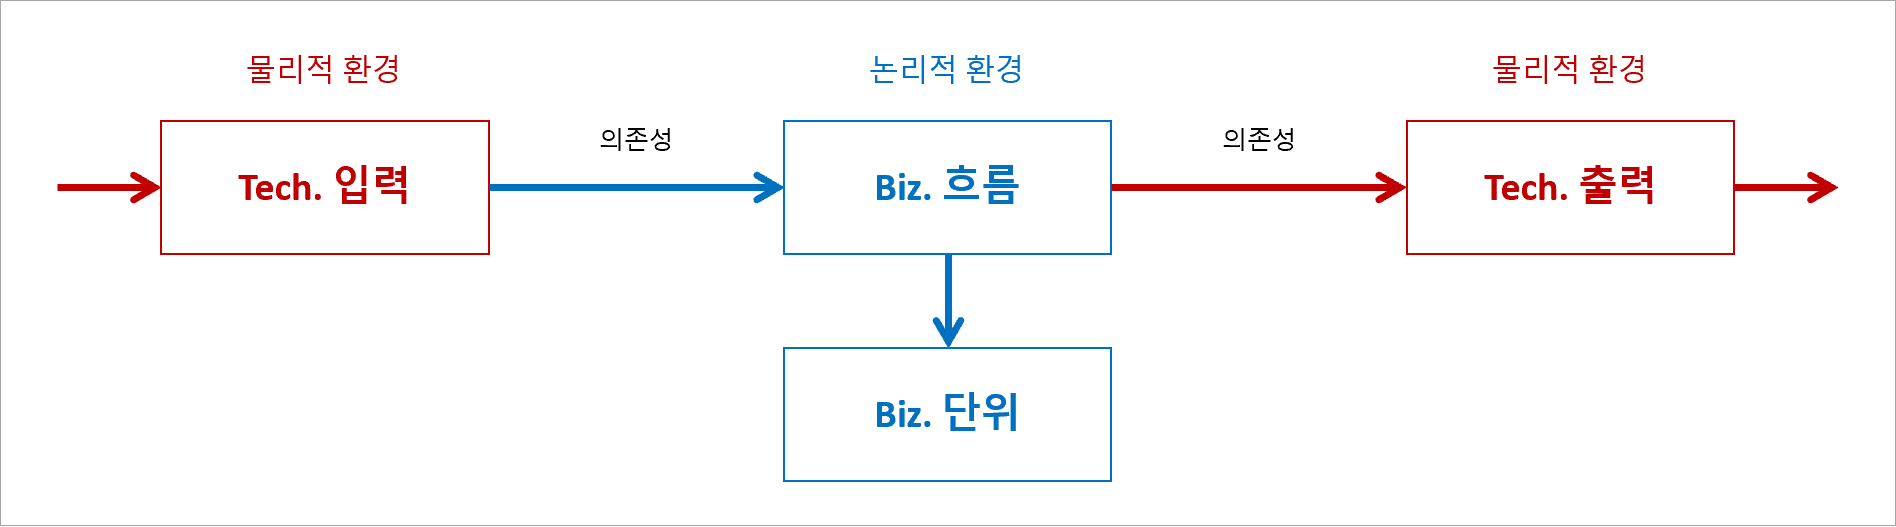 물리적 환경
논리적 환경
물리적 환경
의존성
의존성
Tech. 입력
Biz. 흐름
Tech. 출력
Biz. 단위